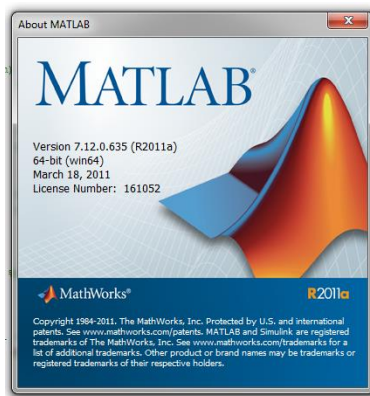 About MATLAB
MATLAB®
Version 7.12.0.635 (R2011a)
64-bit (win64)
March 18, 2011
License Number: 161052
MathWorks®
R2011a
Copyright 1984-2011. The MathWorks, Inc. Protected by U.S. and international
patents. See www.mathworks.com/patents. MATLAB and Simulink are registered
trademarks of The MathWorks, Inc. See www.mathworks.com/trademarks for a
list of additional trademarks. Other product or brand names may be trademarks or
registered trademarks of their respective holders.